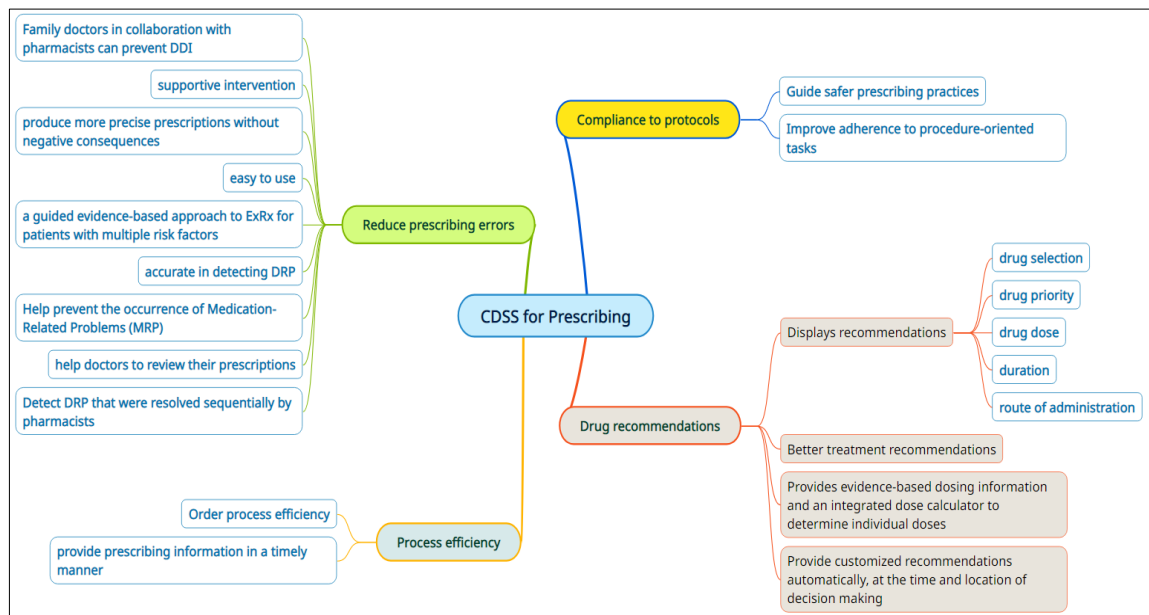 Family doctors in collaboration with
pharmacists can prevent DDI
supportive intervention
produce more precise prescriptions without
negative consequences
easy to use
a guided evidence-based approach to ExRx for
patients with multiple risk factors
accurate in detecting DRP
Help prevent the occurrence of Medication-
Related Problems (MRP)
help doctors to review their prescriptions
Detect DRP that were resolved sequentially by
pharmacists
Reduce prescribing errors
Order process efficiency
provide prescribing information in a timely
manner
Process efficiency
CDSS for Prescribing
Compliance to protocols
Guide safer prescribing practices
Improve adherence to procedure-oriented
tasks
Drug recommendations
Displays recommendations
drug selection
drug priority
drug dose
duration
route of administration
Better treatment recommendations
Provides evidence-based dosing information
and an integrated dose calculator to
determine individual doses
Provide customized recommendations
automatically, at the time and location of
decision making